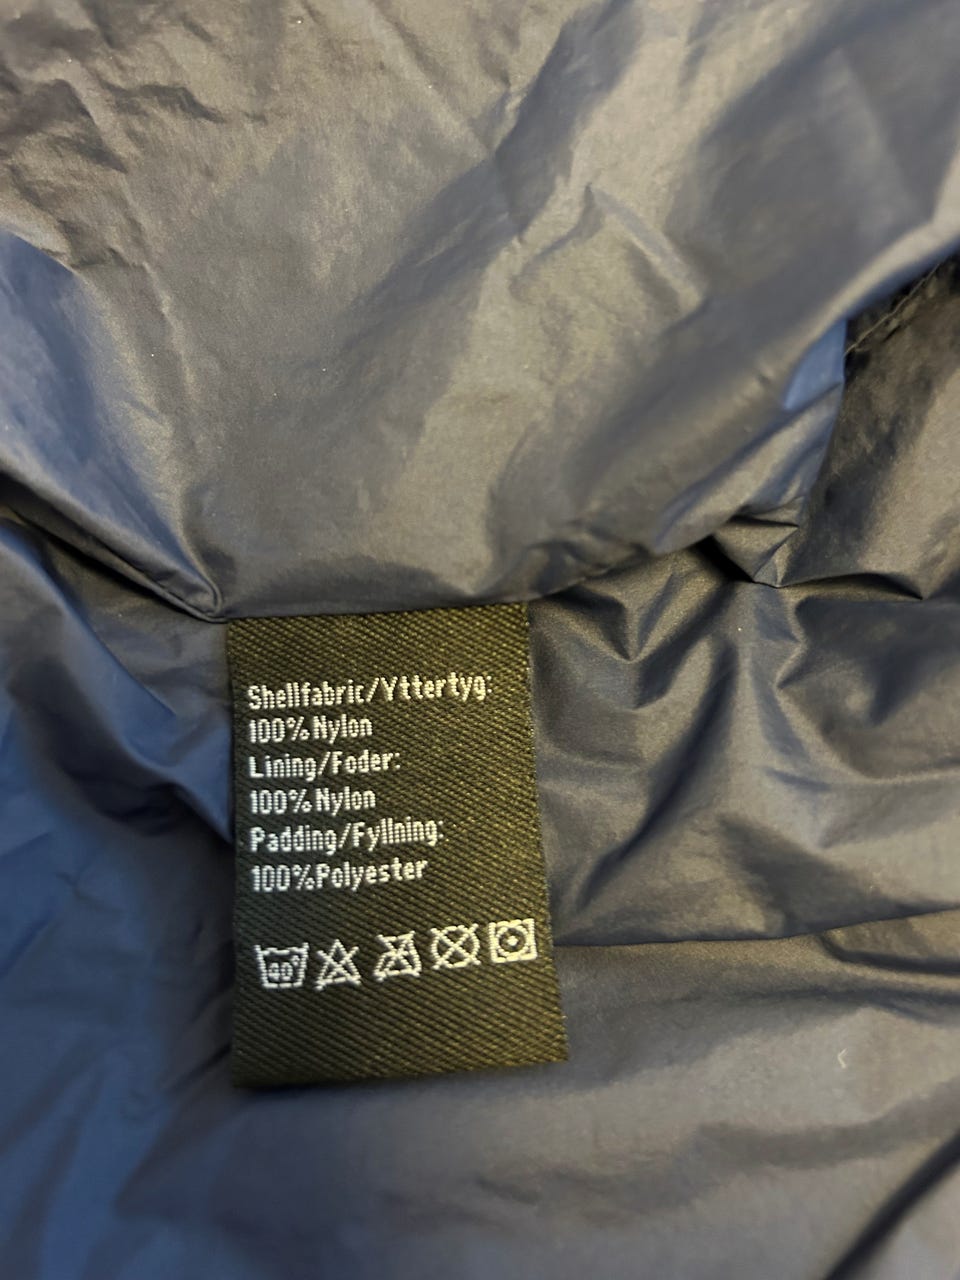 Shellfabric/Yttertyg:
100% Nylon
Lining/Foder:
100% Nylon
Padding/Fyllning:
100%Polyester
40°